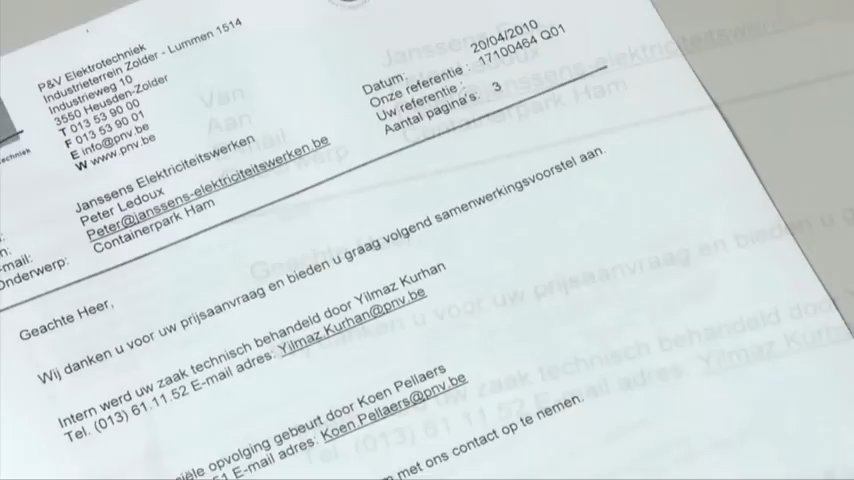 P&V Elektrotechniek
Industrieterrein Zolder - Lummen 1514
Industrieweg 10
3550 Heusden-Zolder
T 013 53 90 00
F 013 53 90 01
E info@pnv.be
W www.pnv.be
Datum: 20/04/2010
Onze referentie : 17100464 Q01
Uw referentie :
Aantal pagina's: 3
Janssens Elektriciteitswerken
Peter Ledoux
Peter@janssens-elektriciteitswerken.be
Onderwerp: Containerpark Ham
Geachte Heer,
Wij danken u voor uw prijsaanvraag en bieden u graag volgend samenwerkingsvoorstel aan.
Intern werd uw zaak technisch behandeld door Yilmaz Kurhan
Tel. (013) 61.11.52 E-mail adres: Yilmaz.Kurhan@pnv.be
opvolging gebeurt door Koen Pellaers
E-mail adres: Koen.Pellaers@pnv.be
met ons contact op te nemen.